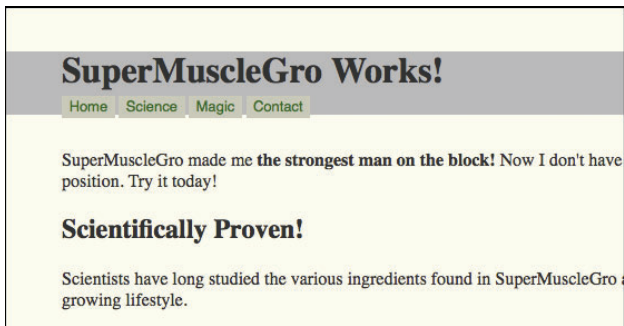 SuperMuscleGro Works!
Home Science Magic Contact
SuperMuscleGro made me the strongest man on the block! Now I don't have
position. Try it today!
Scientifically Proven!
Scientists have long studied the various ingredients found in SuperMuscleGro
growing lifestyle.